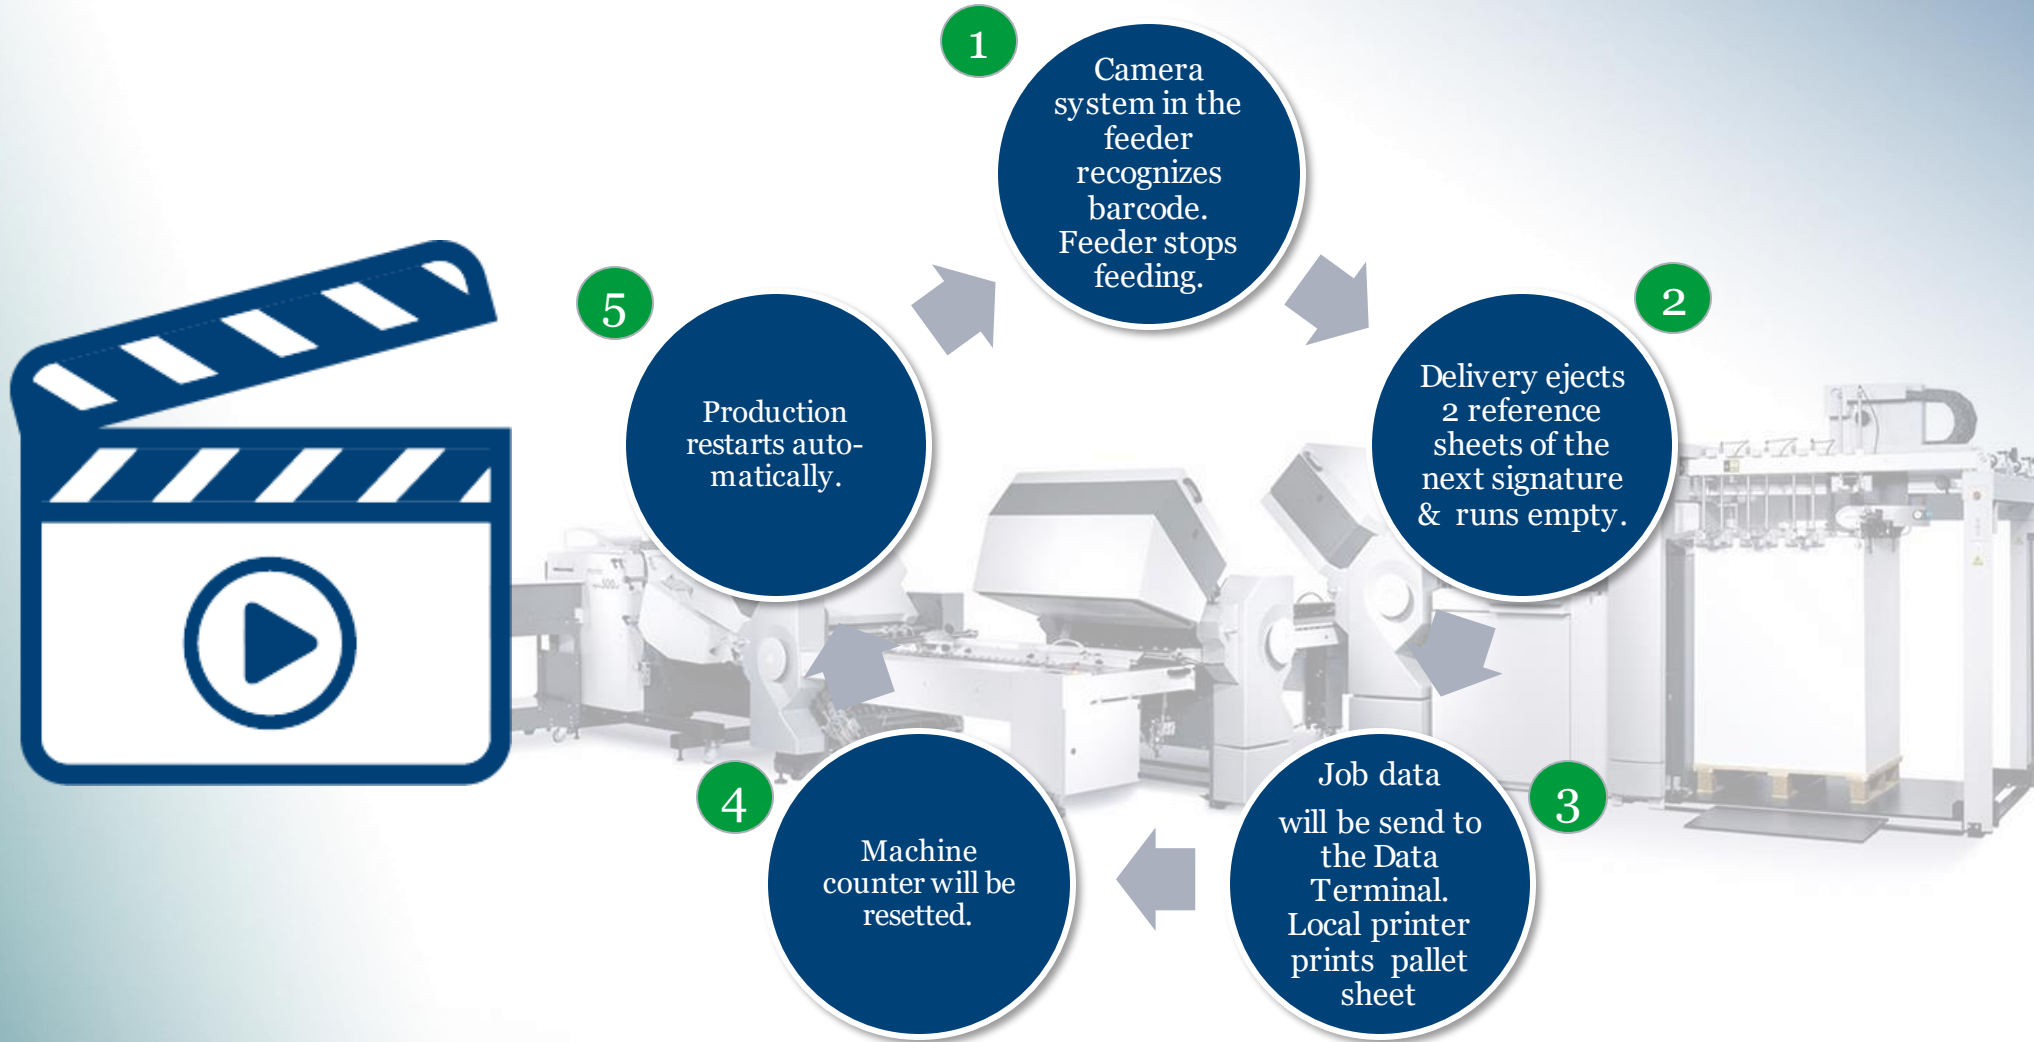 1
Camera
system in the
feeder
recognizes
barcode.
Feeder stops
feeding.
2
Delivery ejects
2 reference
sheets of the
next signature
& runs empty.
3
Job data
will be send to
the Data
Terminal.
Local printer
prints pallet
sheet
4
Machine
counter will be
resetted.
5
Production
restarts auto-
matically.